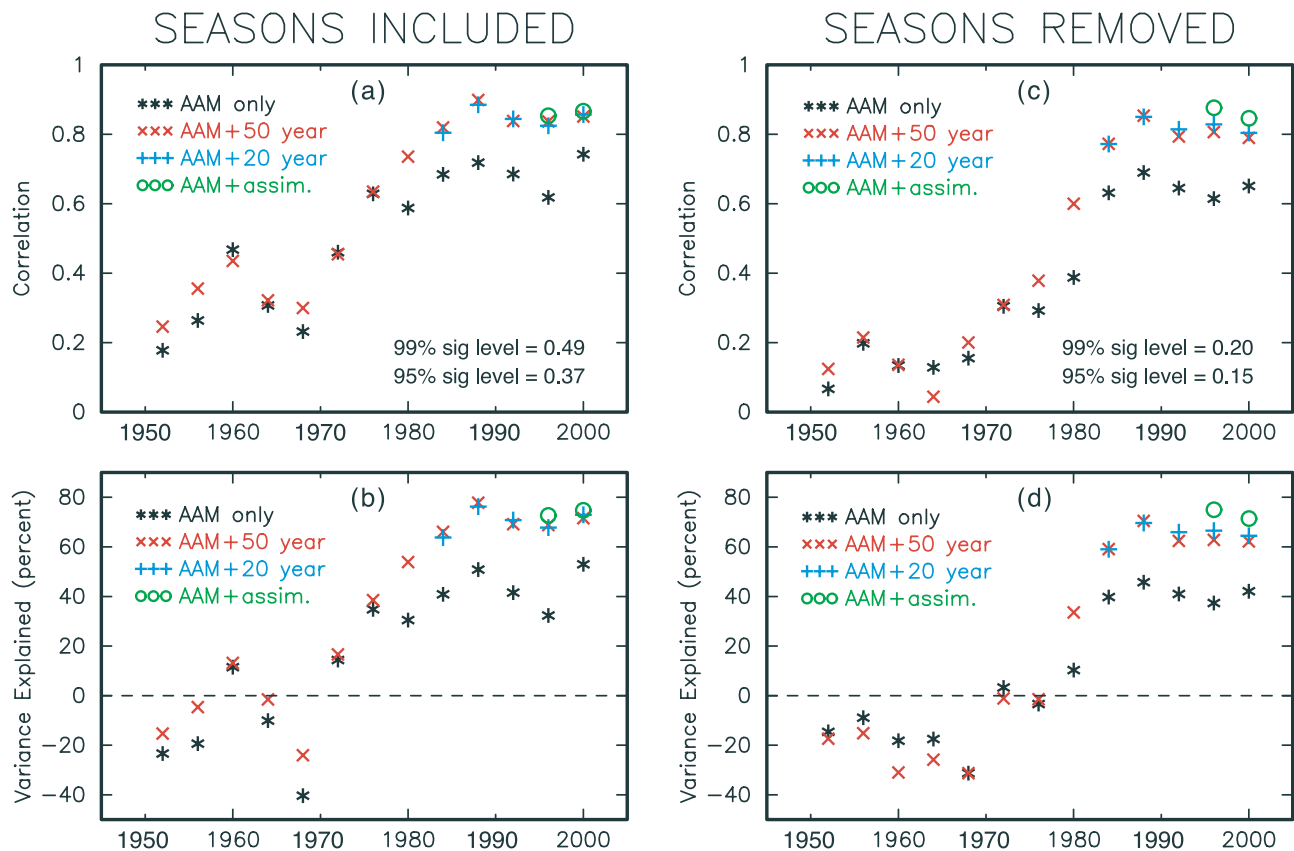 SEASONS INCLUDED
SEASONS REMOVED
(a)
*** AAM only
××× AAM+50 year
+++ AAM+20 year
ooo AAM+assim.
99% sig level = 0.49
95% sig level = 0.37
Correlation
1
0.8
0.6
0.4
0.2
0
1950 1960 1970 1980 1990 2000
(c)
*** AAM only
××× AAM+50 year
+++ AAM+20 year
ooo AAM+assim.
99% sig level = 0.20
95% sig level = 0.15
Correlation
1
0.8
0.6
0.4
0.2
0
1950 1960 1970 1980 1990 2000
(b)
*** AAM only
××× AAM+50 year
+++ AAM+20 year
ooo AAM+assim.
Variance Explained (percent)
80
60
40
20
0
−20
−40
1950 1960 1970 1980 1990 2000
(d)
*** AAM only
××× AAM+50 year
+++ AAM+20 year
ooo AAM+assim.
Variance Explained (percent)
80
60
40
20
0
−20
−40
1950 1960 1970 1980 1990 2000